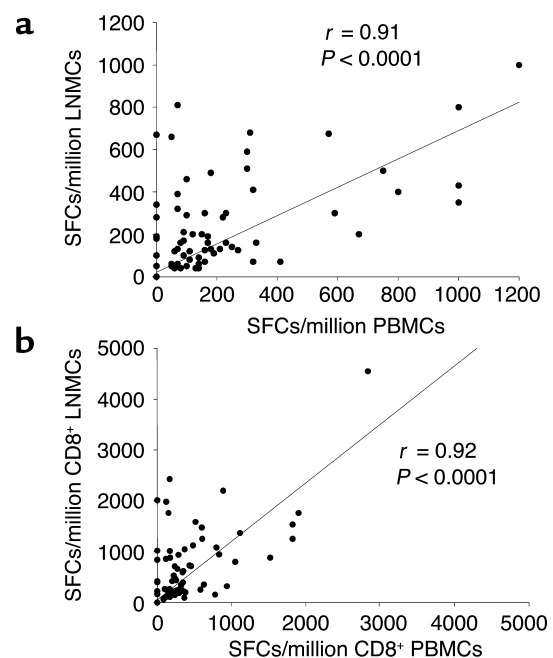 a
1200
1000
800
600
400
200
0
SFCs/million LNMCs
r = 0.91
P < 0.0001
0 200 400 600 800 1000 1200
SFCs/million PBMCs
b
5000
4000
3000
2000
1000
0
SFCs/million CD8⁺ LNMCs
r = 0.92
P < 0.0001
0 1000 2000 3000 4000 5000
SFCs/million CD8⁺ PBMCs